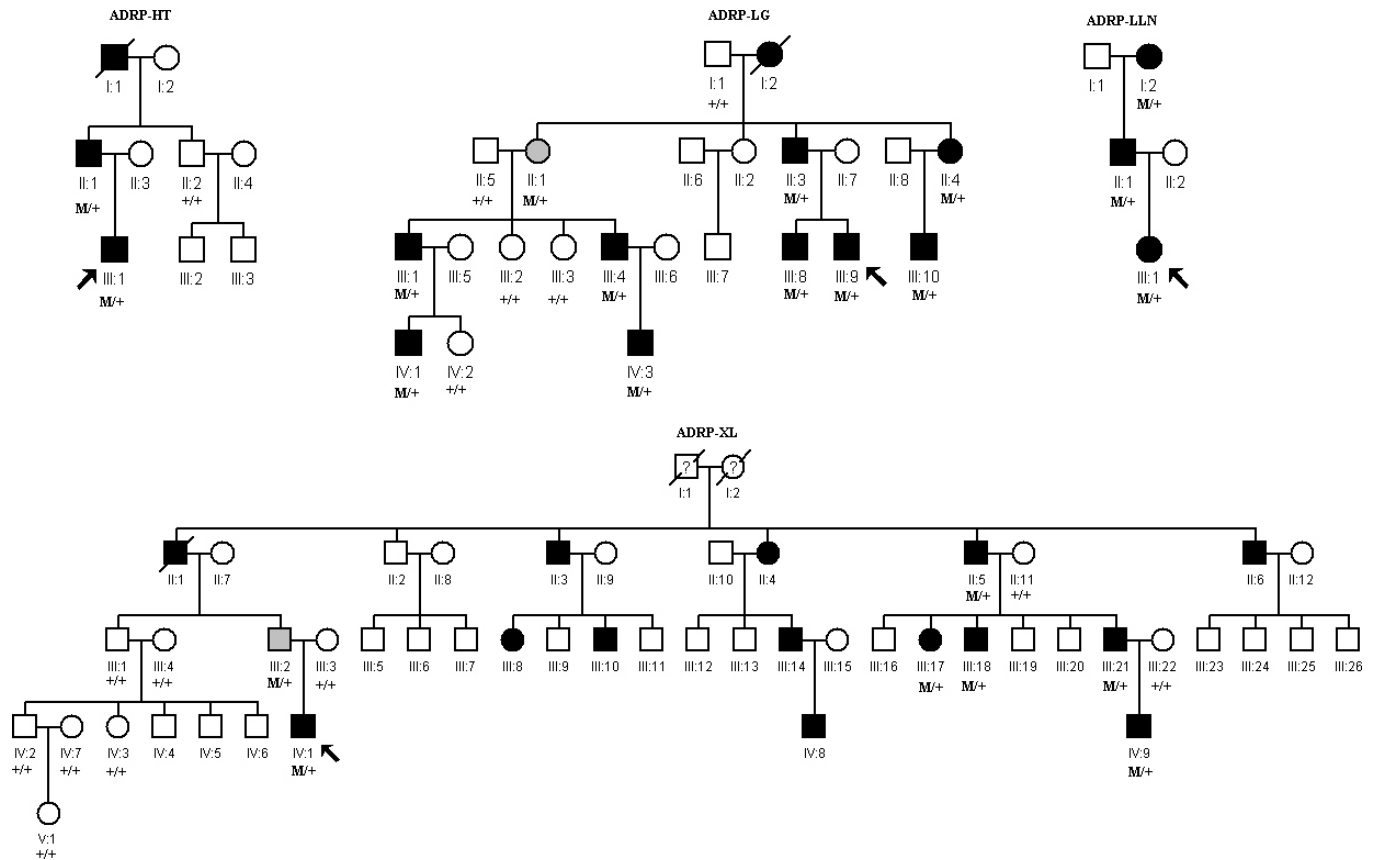 ADRP-HT
I:1 I:2
II:1 II:3 II:2 II:4
M/+ +/+
III:1 III:2 III:3
M/+
ADRP-LG
I:1 I:2
+/+
II:5 II:1 II:6 II:2 II:3 II:7 II:8 II:4
+/+ M/+ M/+ M/+
III:1 III:5 III:2 III:3 III:4 III:6 III:7 III:8 III:9 III:10
M/+ +/+ +/+ M/+ M/+ M/+ M/+
IV:1 IV:2 IV:3
M/+ +/+ M/+
ADRP-LLN
I:1 I:2
M/+
II:1 II:2
M/+
III:1
M/+
ADRP-XL
? ?
I:1 I:2
II:1 II:7 II:2 II:8 II:3 II:9 II:10 II:4 II:5 II:11 II:6 II:12
M/+ +/+
III:1 III:4 III:2 III:3 III:5 III:6 III:7 III:8 III:9 III:10 III:11 III:12 III:13 III:14 III:15 III:16 III:17 III:18 III:19 III:20 III:21 III:22 III:23 III:24 III:25 III:26
+/+ +/+ M/+ +/+ M/+ M/+ M/+ +/+
IV:2 IV:7 IV:3 IV:4 IV:5 IV:6 IV:1 IV:8 IV:9
+/+ +/+ +/+ M/+ M/+
V:1
+/+